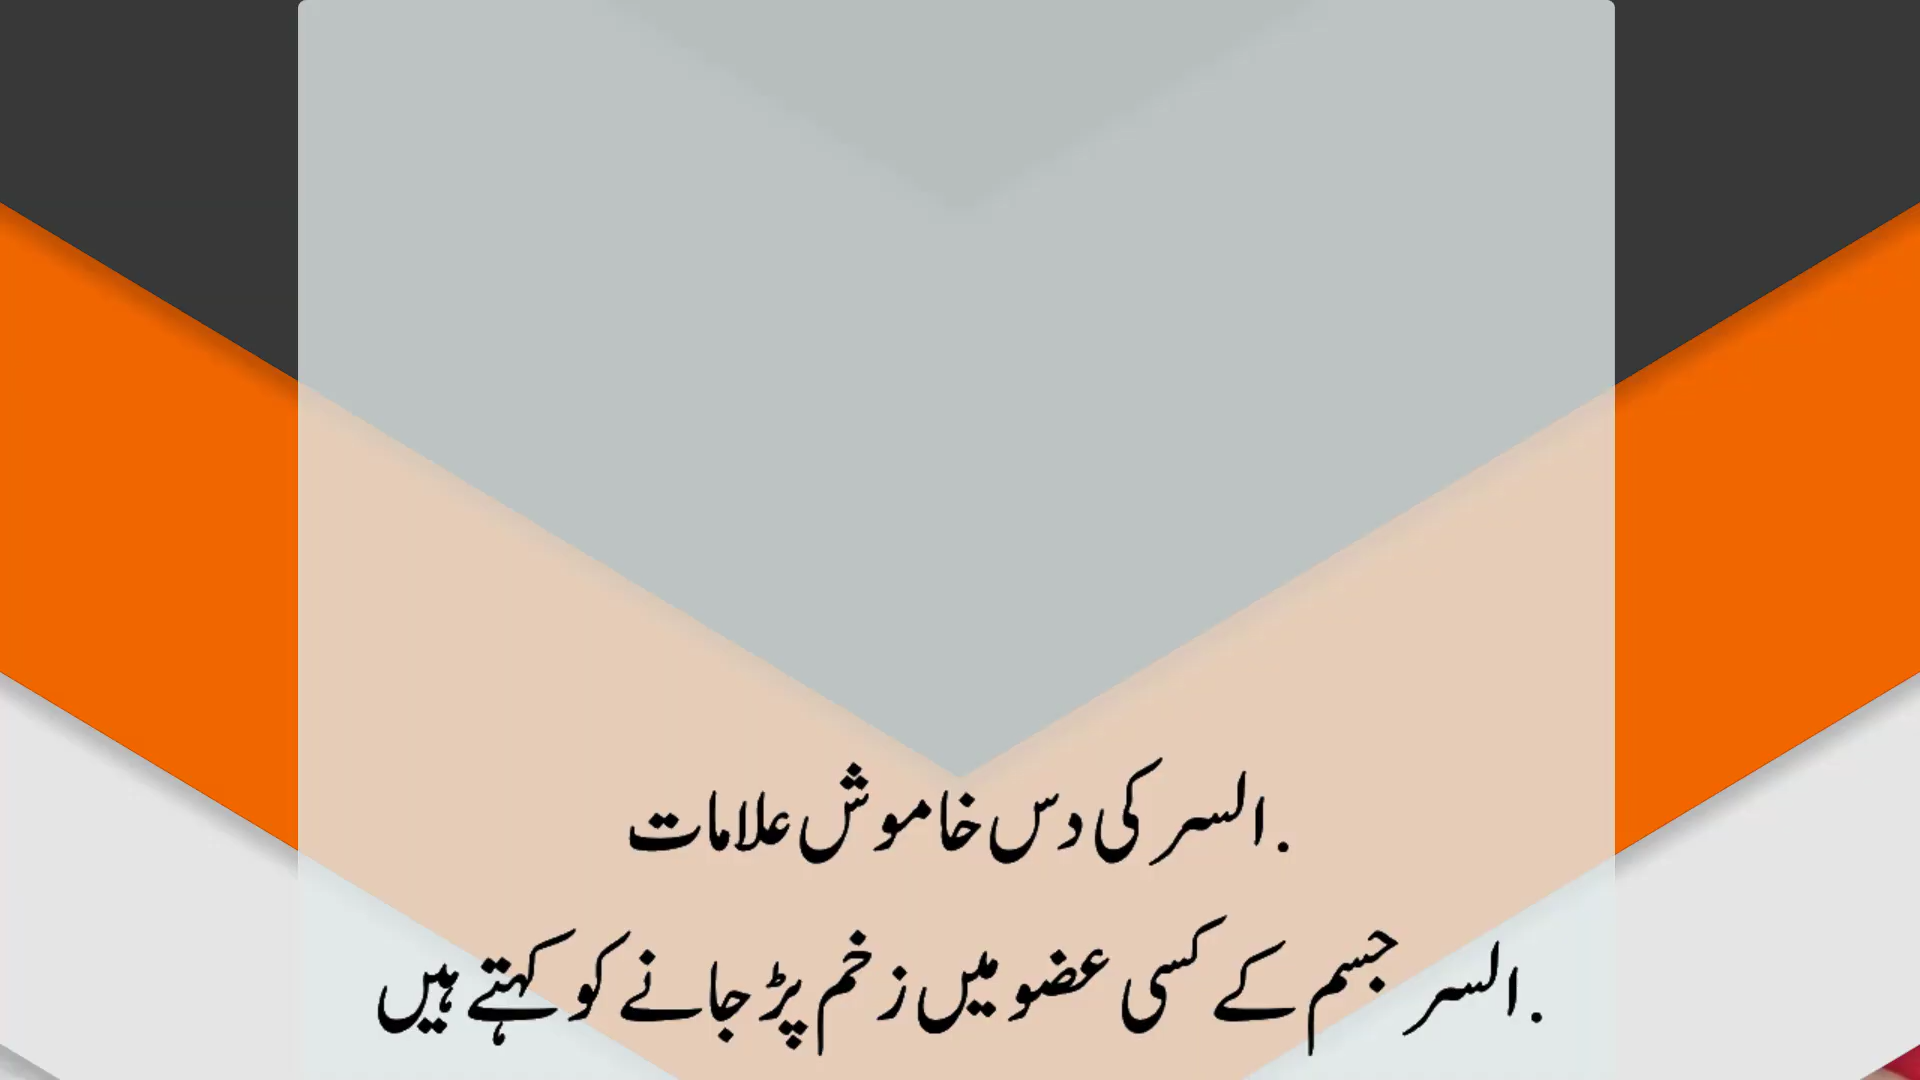 .السر کی دس خاموش علامات
.السر جسم کے کسی عضو میں زخم پڑ جانے کو کہتے ہیں